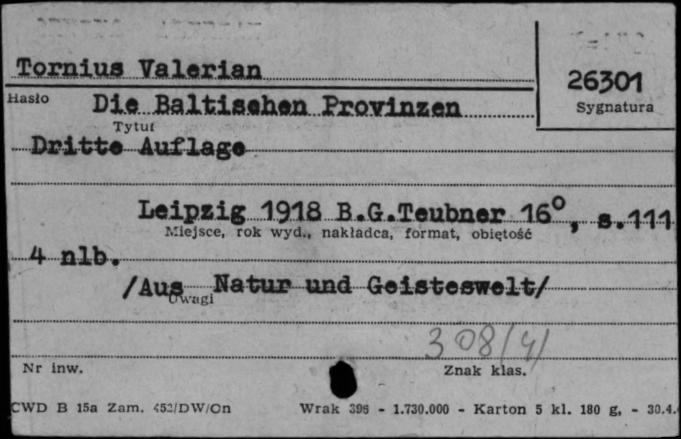 Tornius Valerian
26301
Hasło
Die Baltischen Provinzen
Sygnatura
Tytuł
Dritte Auflage
Leipzig 1918 B.G.Teubner 16°, s.111
Miejsce, rok wyd., nakładca, format, objętość
4 nlb.
/Aus Natur und Geisteswelt/
Uwagi
308(4)
Nr inw.
Znak klas.
CWD B 15a Zam. 452/DW/On
Wrak 396 - 1.730.000 - Karton 5 kl. 180 g, - 30.4.